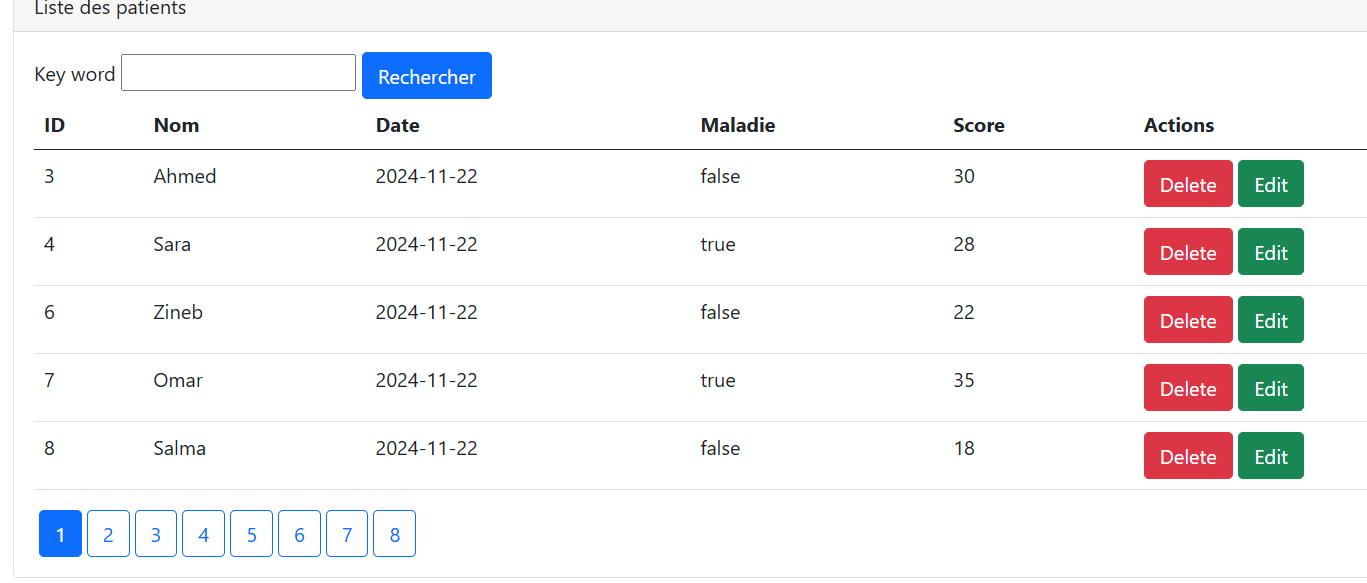 Liste des patients
Key word Rechercher
ID Nom Date Maladie Score Actions
3 Ahmed 2024-11-22 false 30 Delete Edit
4 Sara 2024-11-22 true 28 Delete Edit
6 Zineb 2024-11-22 false 22 Delete Edit
7 Omar 2024-11-22 true 35 Delete Edit
8 Salma 2024-11-22 false 18 Delete Edit
1 2 3 4 5 6 7 8